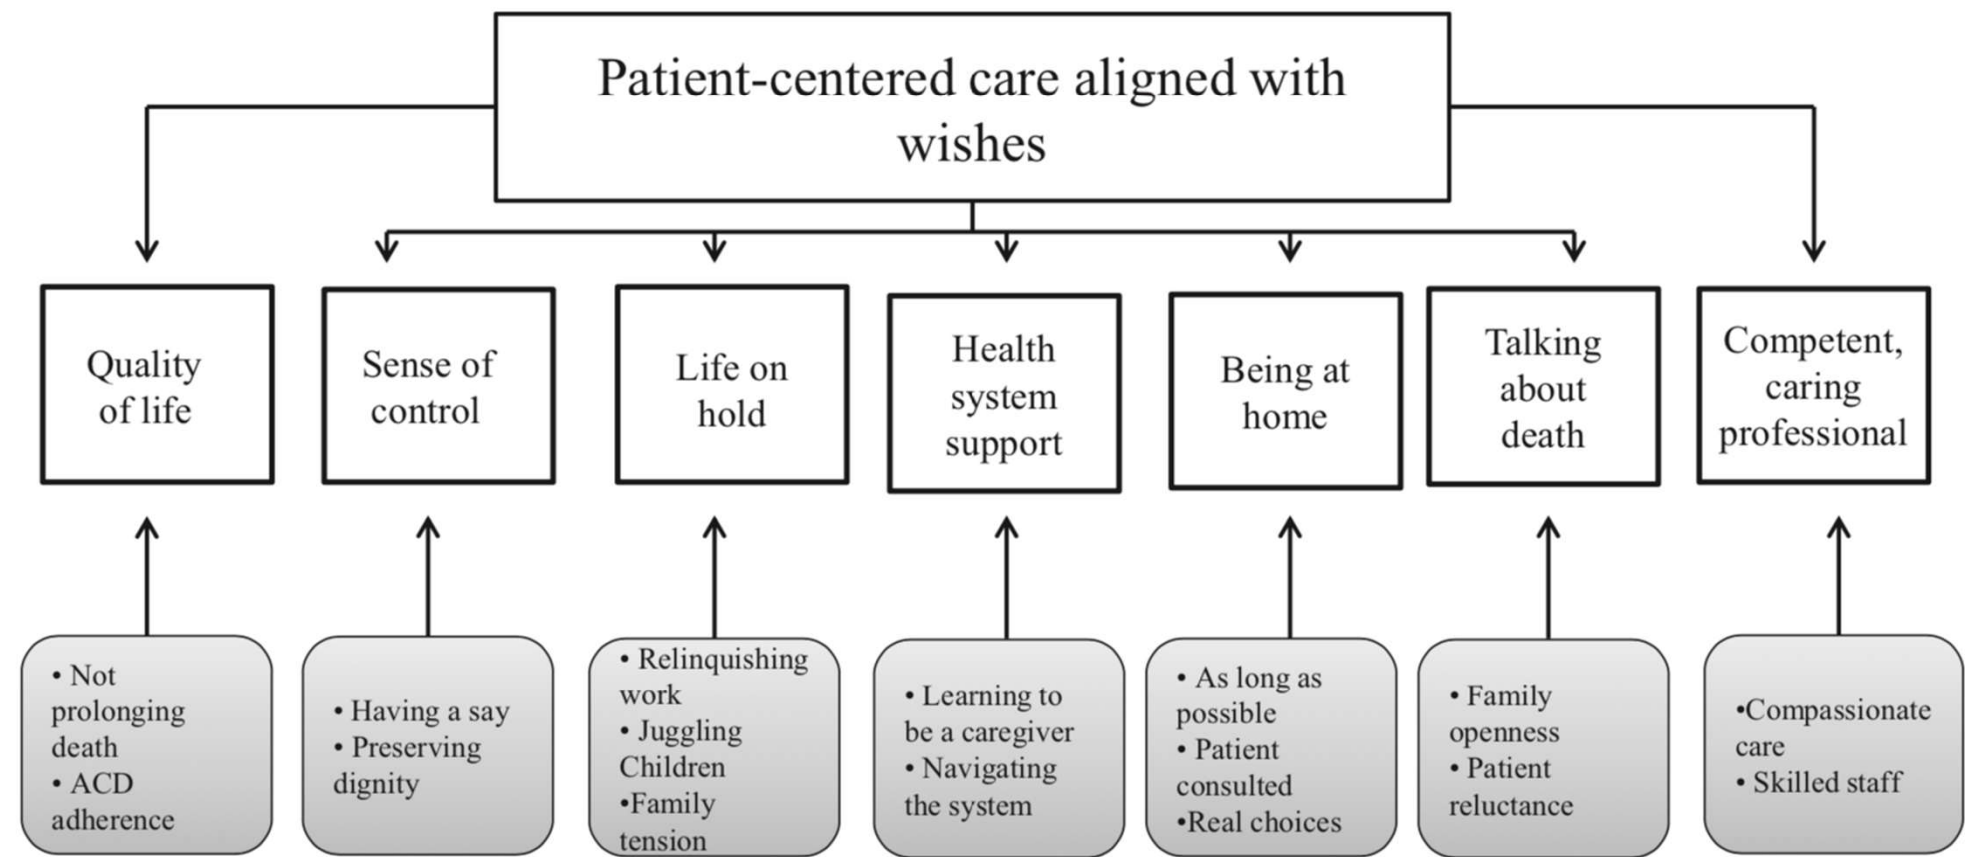 Patient-centered care aligned with
wishes
Quality
of life
Sense of
control
Life on
hold
Health
system
support
Being at
home
Talking
about
death
Competent,
caring
professional
• Not
prolonging
death
• ACD
adherence
• Having a say
• Preserving
dignity
• Relinquishing
work
• Juggling
Children
•Family
tension
• Learning to
be a caregiver
• Navigating
the system
• As long as
possible
• Patient
consulted
•Real choices
• Family
openness
• Patient
reluctance
•Compassionate
care
• Skilled staff